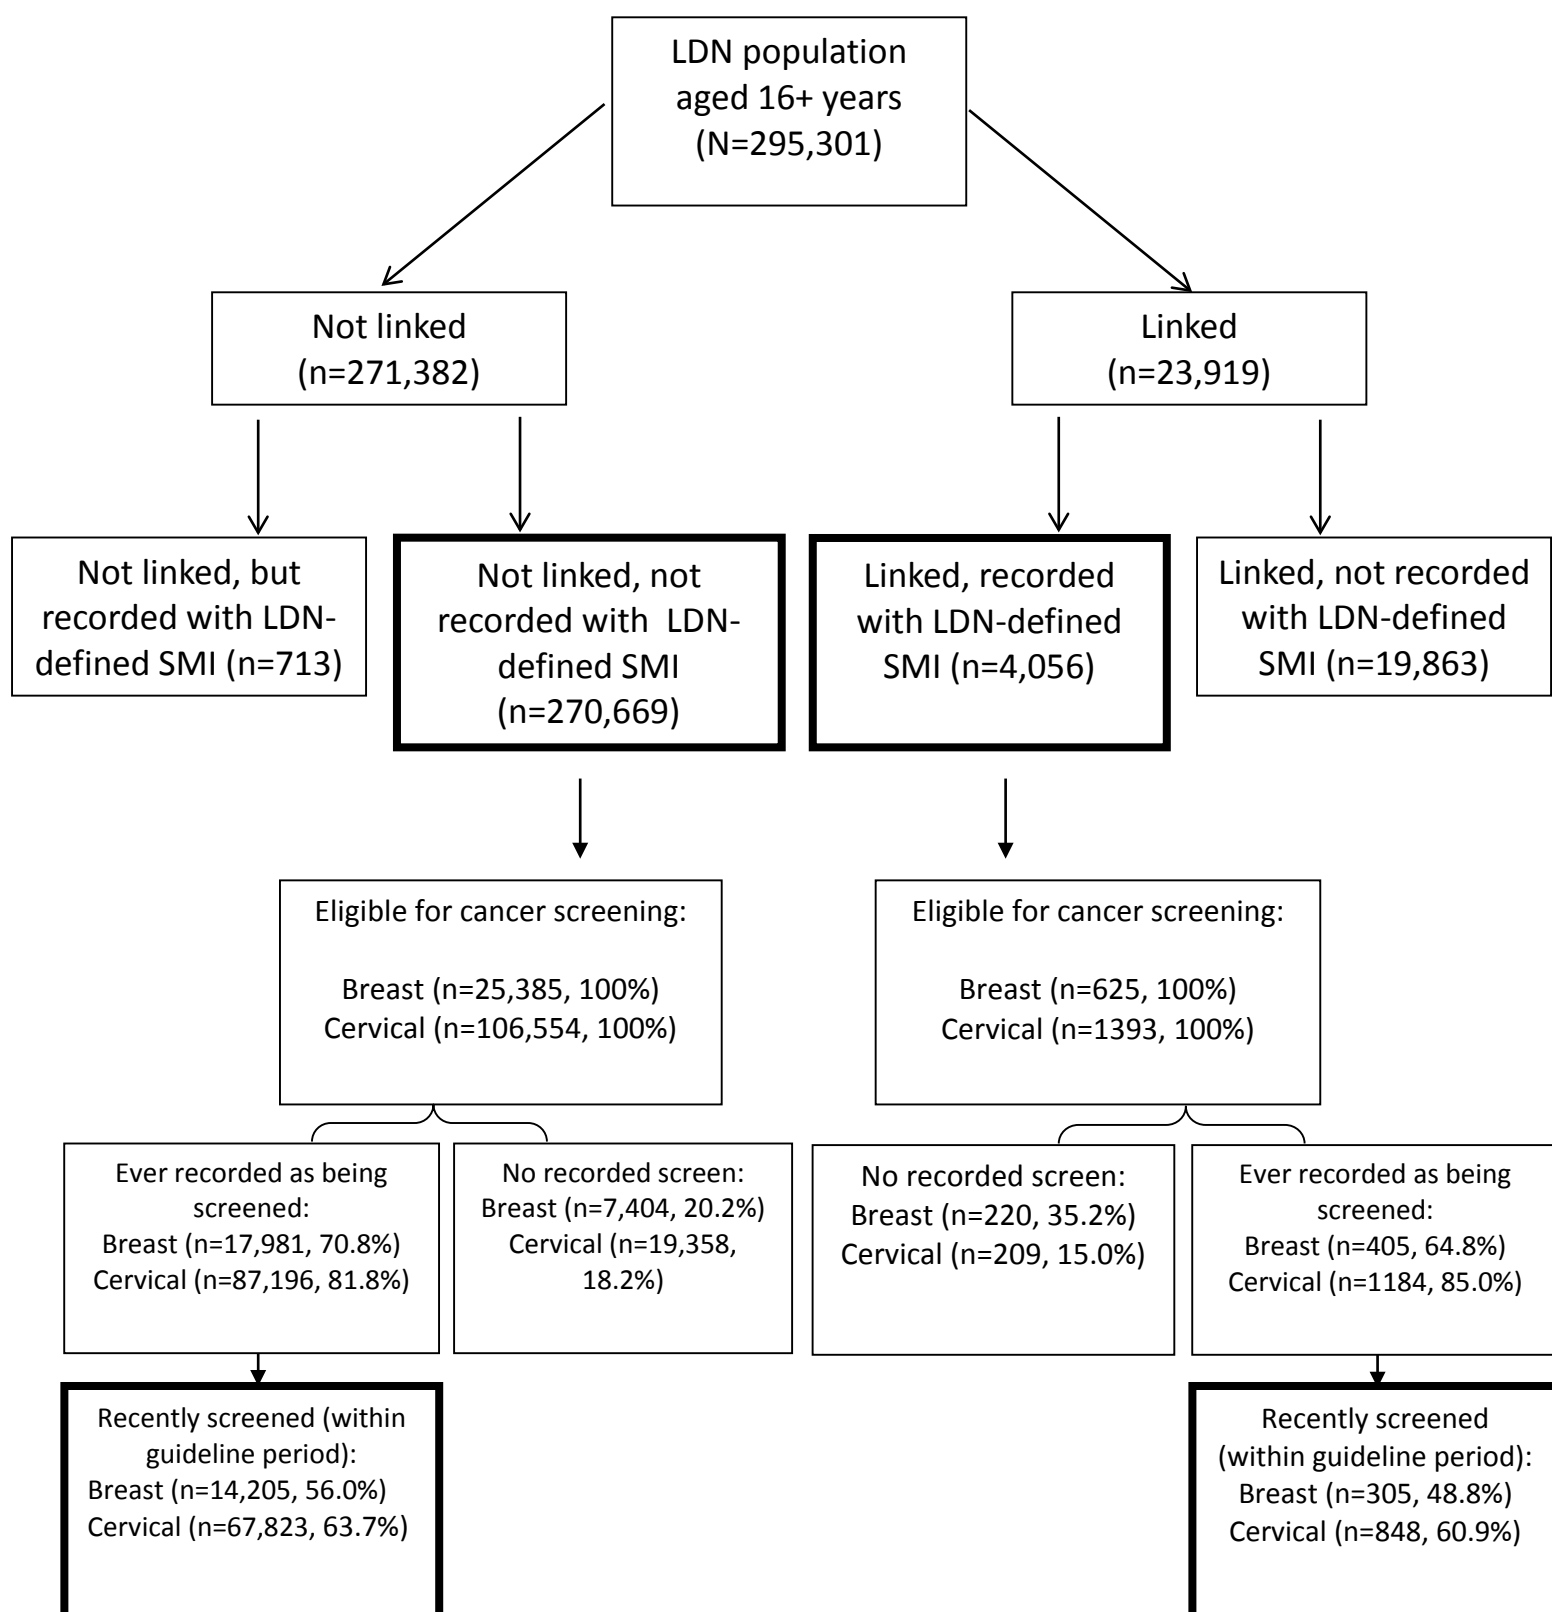 LDN population
aged 16+ years
(N=295,301)
Not linked
(n=271,382)
Linked
(n=23,919)
Not linked, but
recorded with LDN-
defined SMI (n=713)
Not linked, not
recorded with LDN-
defined SMI
(n=270,669)
Linked, recorded
with LDN-defined
SMI (n=4,056)
Linked, not recorded
with LDN-defined
SMI (n=19,863)
Eligible for cancer screening:
Breast (n=25,385, 100%)
Cervical (n=106,554, 100%)
Eligible for cancer screening:
Breast (n=625, 100%)
Cervical (n=1393, 100%)
Ever recorded as being
screened:
Breast (n=17,981, 70.8%)
Cervical (n=87,196, 81.8%)
No recorded screen:
Breast (n=7,404, 20.2%)
Cervical (n=19,358,
18.2%)
No recorded screen:
Breast (n=220, 35.2%)
Cervical (n=209, 15.0%)
Ever recorded as being
screened:
Breast (n=405, 64.8%)
Cervical (n=1184, 85.0%)
Recently screened (within
guideline period):
Breast (n=14,205, 56.0%)
Cervical (n=67,823, 63.7%)
Recently screened
(within guideline period):
Breast (n=305, 48.8%)
Cervical (n=848, 60.9%)